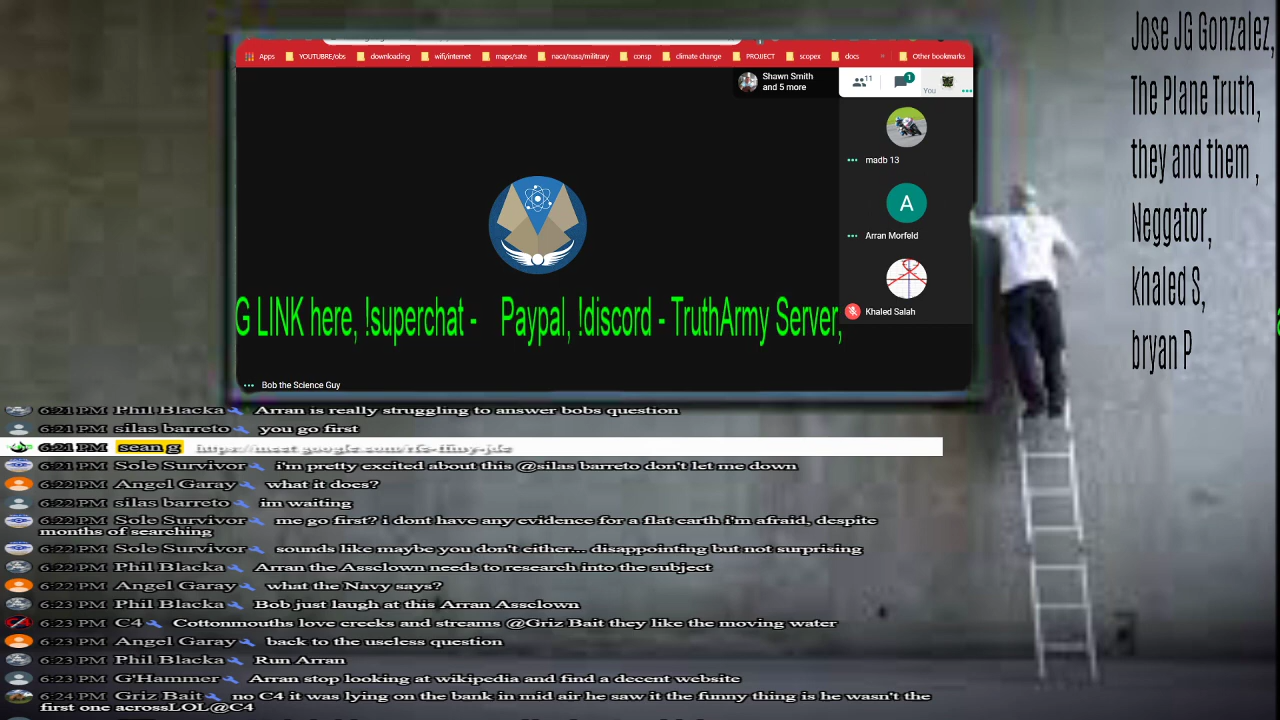 Apps YOUTUBRE/obs downloading wifi/internet maps/sate naca/nasa/military consp climate change PROJECT scopex docs Other bookmarks
Shawn Smith
and 5 more
11
1
You
madb 13
A
Arran Morfeld
Khaled Salah
G LINK here, !superchat - Paypal, !discord - TruthArmy Server,
Bob the Science Guy
Jose JG Gonzalez,
The Plane Truth,
they and them ,
Neggator,
khaled S,
bryan P
6:21 PM Phil Blacka Arran is really struggling to answer bobs question
6:21 PM silas barreto you go first
6:21 PM sean g https://meet.google.com/rfe-ffny-jde
6:21 PM Sole Survivor i'm pretty excited about this @silas barreto don't let me down
6:22 PM Angel Garay what it does?
6:22 PM silas barreto im waiting
6:22 PM Sole Survivor me go first? i dont have any evidence for a flat earth i'm afraid, despite
months of searching
6:22 PM Sole Survivor sounds like maybe you don't either... disappointing but not surprising
6:22 PM Phil Blacka Arran the Assclown needs to research into the subject
6:22 PM Angel Garay what the Navy says?
6:23 PM Phil Blacka Bob just laugh at this Arran Assclown
6:23 PM C4 Cottonmouths love creeks and streams @Griz Bait they like the moving water
6:23 PM Angel Garay back to the useless question
6:23 PM Phil Blacka Run Arran
6:23 PM G'Hammer Arran stop looking at wikipedia and find a decent website
6:24 PM Griz Bait no C4 it was lying on the bank in mid air he saw it the funny thing is he wasn't the
first one acrossLOL@C4